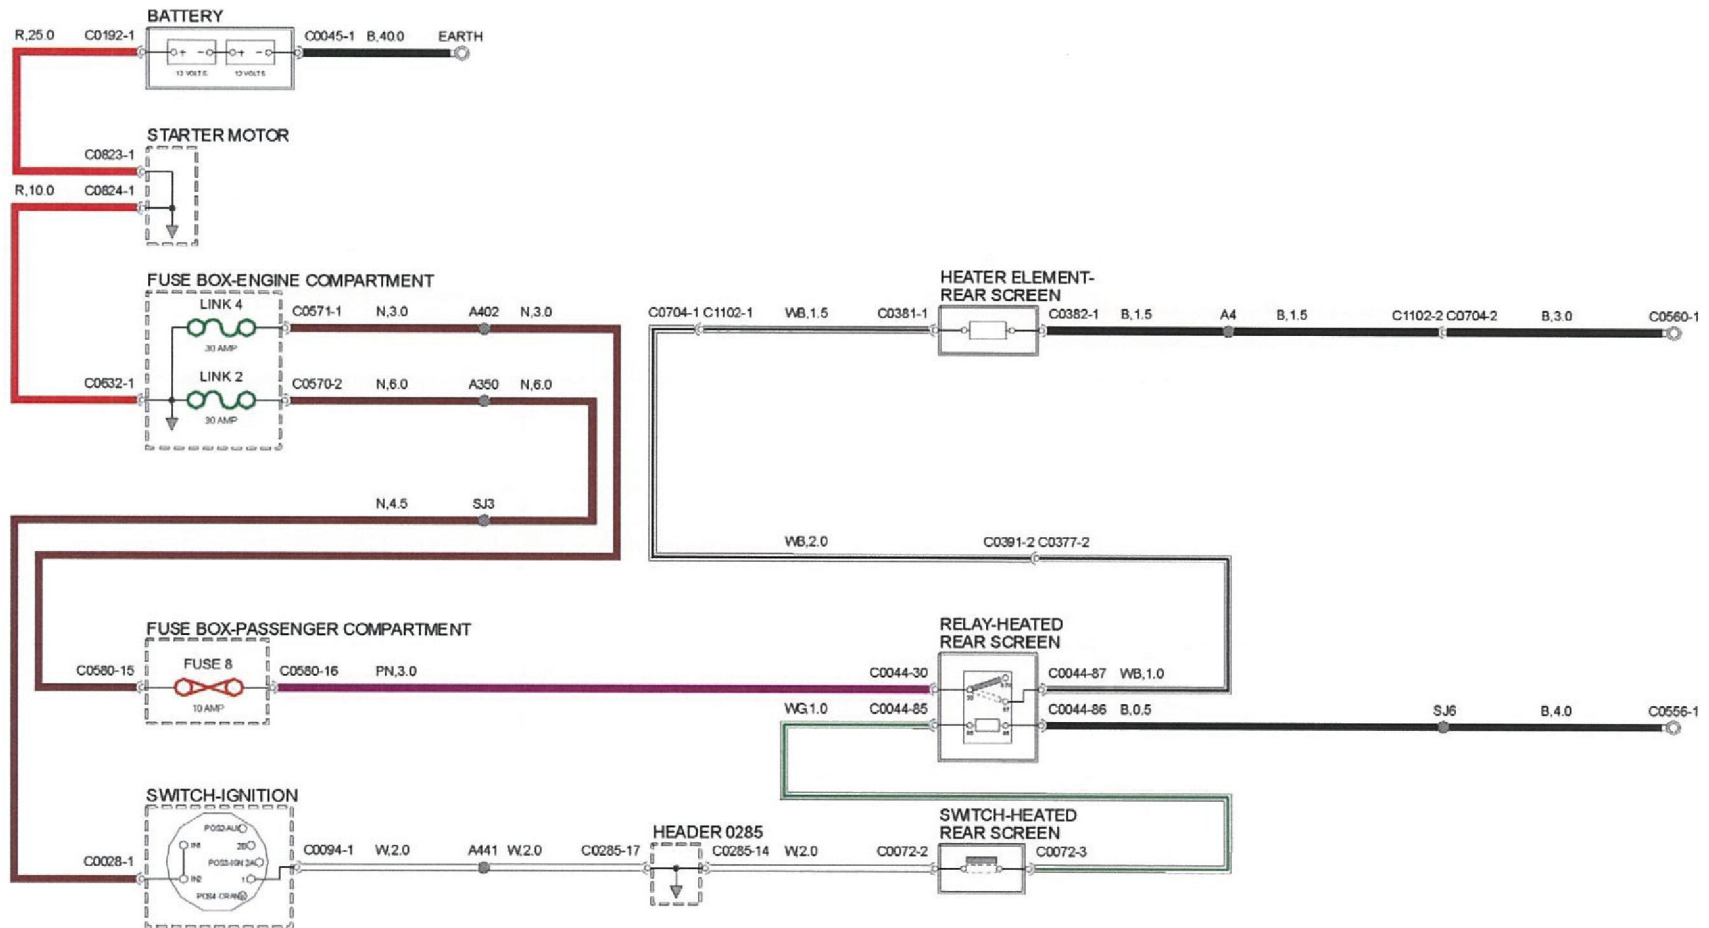 BATTERY
R,25.0 C0192-1 C0045-1 B,40.0 EARTH
+ - + -
12 VOLTS 12 VOLTS
STARTER MOTOR
C0823-1
R,10.0 C0824-1
FUSE BOX-ENGINE COMPARTMENT
LINK 4
C0571-1 N,3.0 A402 N,3.0
30 AMP
LINK 2
C0632-1 C0570-2 N,6.0 A350 N,6.0
30 AMP
HEATER ELEMENT-
REAR SCREEN
C0704-1 C1102-1 WB,1.5 C0381-1 C0382-1 B,1.5 A4 B,1.5 C1102-2 C0704-2 B,3.0 C0560-1
N,4.5 SJ3
WB,2.0 C0391-2 C0377-2
FUSE BOX-PASSENGER COMPARTMENT
RELAY-HEATED
REAR SCREEN
C0580-15 FUSE 8 C0580-16 PN,3.0 C0044-30 C0044-87 WB,1.0
10 AMP
WG,1.0 C0044-85 C0044-86 B,0.5 SJ6 B,4.0 C0556-1
SWITCH-IGNITION
SWITCH-HEATED
REAR SCREEN
HEADER 0285
C0028-1 C0094-1 W,2.0 A441 W,2.0 C0285-17 C0285-14 W,2.0 C0072-2 C0072-3
IN1
IN2
1